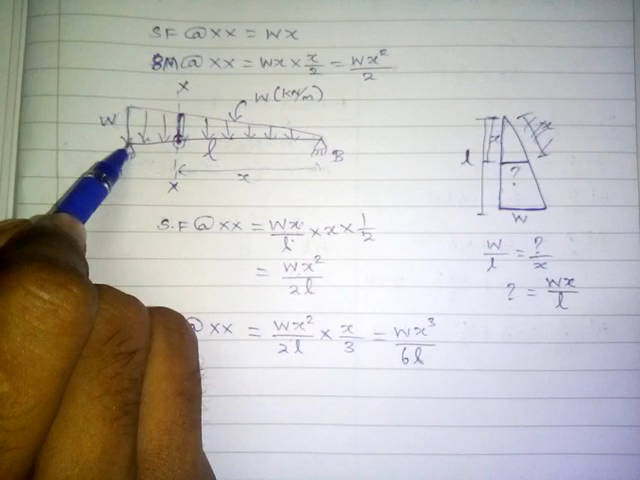 SF@xx = Wx
BM@xx = Wx × x/2 = Wx²/2
x
W (KN/m)
W
l
B
x
x
l
x
x
?
W
S.F@xx = Wx/l × x × 1/2
= Wx²/2l
W/l = ?/x
? = Wx/l
@xx = Wx²/2l × x/3 = Wx³/6l